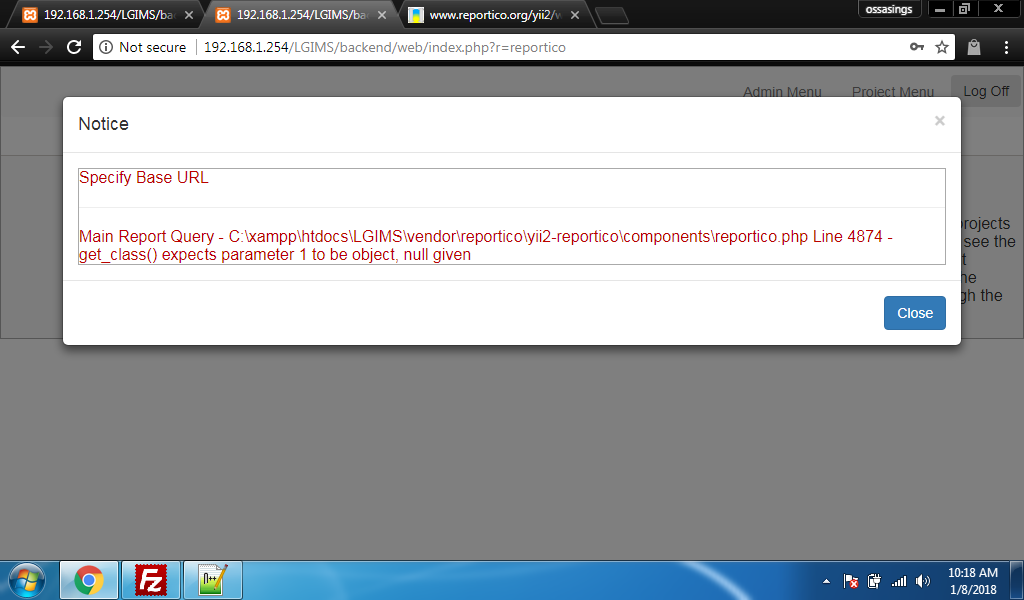 192.168.1.254/LGIMS/ba
192.168.1.254/LGIMS/ba
www.reportico.org/yii2/
ossasings
Not secure
192.168.1.254/LGIMS/backend/web/index.php?r=reportico
Admin Menu
Project Menu
Log Off
Notice
×
Specify Base URL
Main Report Query - C:\xampp\htdocs\LGIMS\vendor\reportico\yii2-reportico\components\reportico.php Line 4874 -
get_class() expects parameter 1 to be object, null given
rojects
see the
t
ne
gh the
Close
n++
Fz
10:18 AM
1/8/2018